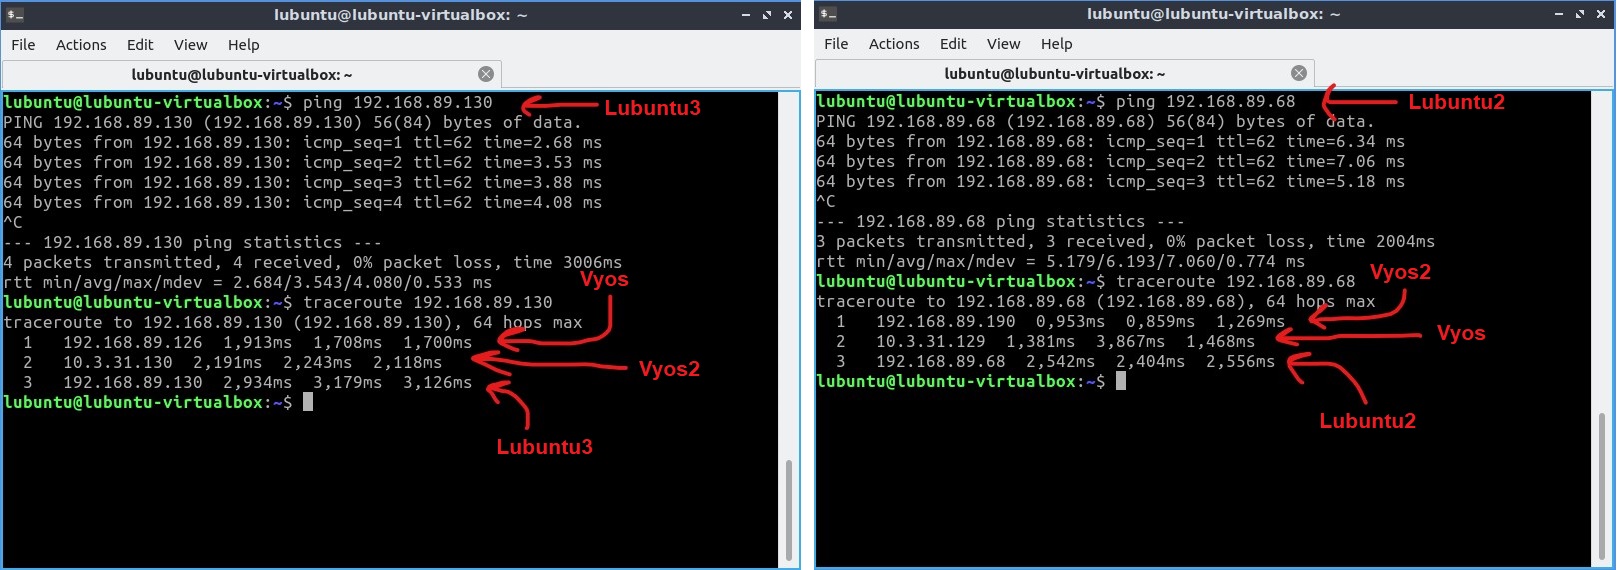 lubuntu@lubuntu-virtualbox: ~
File Actions Edit View Help
lubuntu@lubuntu-virtualbox: ~
lubuntu@lubuntu-virtualbox:~$ ping 192.168.89.130
Lubuntu3
PING 192.168.89.130 (192.168.89.130) 56(84) bytes of data.
64 bytes from 192.168.89.130: icmp_seq=1 ttl=62 time=2.68 ms
64 bytes from 192.168.89.130: icmp_seq=2 ttl=62 time=3.53 ms
64 bytes from 192.168.89.130: icmp_seq=3 ttl=62 time=3.88 ms
64 bytes from 192.168.89.130: icmp_seq=4 ttl=62 time=4.08 ms
^C
--- 192.168.89.130 ping statistics ---
4 packets transmitted, 4 received, 0% packet loss, time 3006ms
rtt min/avg/max/mdev = 2.684/3.543/4.080/0.533 ms
Vyos
lubuntu@lubuntu-virtualbox:~$ traceroute 192.168.89.130
traceroute to 192.168.89.130 (192.168.89.130), 64 hops max
1 192.168.89.126 1,913ms 1,708ms 1,700ms
2 10.3.31.130 2,191ms 2,243ms 2,118ms
Vyos2
3 192.168.89.130 2,934ms 3,179ms 3,126ms
lubuntu@lubuntu-virtualbox:~$
Lubuntu3
lubuntu@lubuntu-virtualbox: ~
File Actions Edit View Help
lubuntu@lubuntu-virtualbox: ~
lubuntu@lubuntu-virtualbox:~$ ping 192.168.89.68
Lubuntu2
PING 192.168.89.68 (192.168.89.68) 56(84) bytes of data.
64 bytes from 192.168.89.68: icmp_seq=1 ttl=62 time=6.34 ms
64 bytes from 192.168.89.68: icmp_seq=2 ttl=62 time=7.06 ms
64 bytes from 192.168.89.68: icmp_seq=3 ttl=62 time=5.18 ms
^C
--- 192.168.89.68 ping statistics ---
3 packets transmitted, 3 received, 0% packet loss, time 2004ms
rtt min/avg/max/mdev = 5.179/6.193/7.060/0.774 ms
Vyos2
lubuntu@lubuntu-virtualbox:~$ traceroute 192.168.89.68
traceroute to 192.168.89.68 (192.168.89.68), 64 hops max
1 192.168.89.190 0,953ms 0,859ms 1,269ms
2 10.3.31.129 1,381ms 3,867ms 1,468ms
Vyos
3 192.168.89.68 2,542ms 2,404ms 2,556ms
lubuntu@lubuntu-virtualbox:~$
Lubuntu2